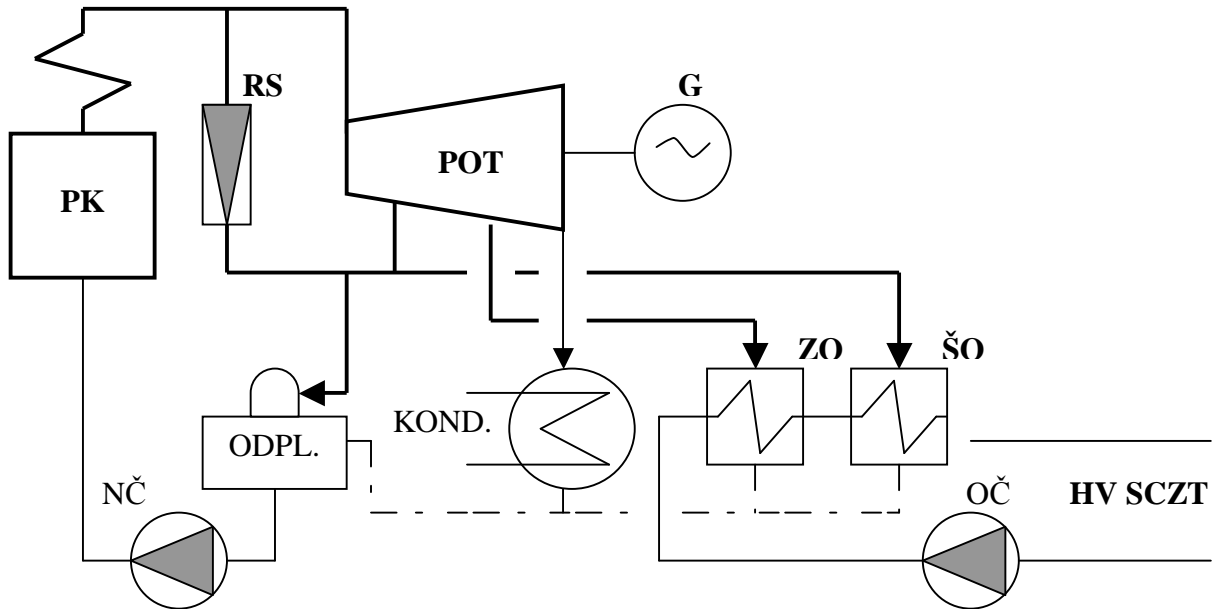 RS
G
POT
PK
ZO
ŠO
KOND.
ODPL.
NČ
OČ
HV SCZT